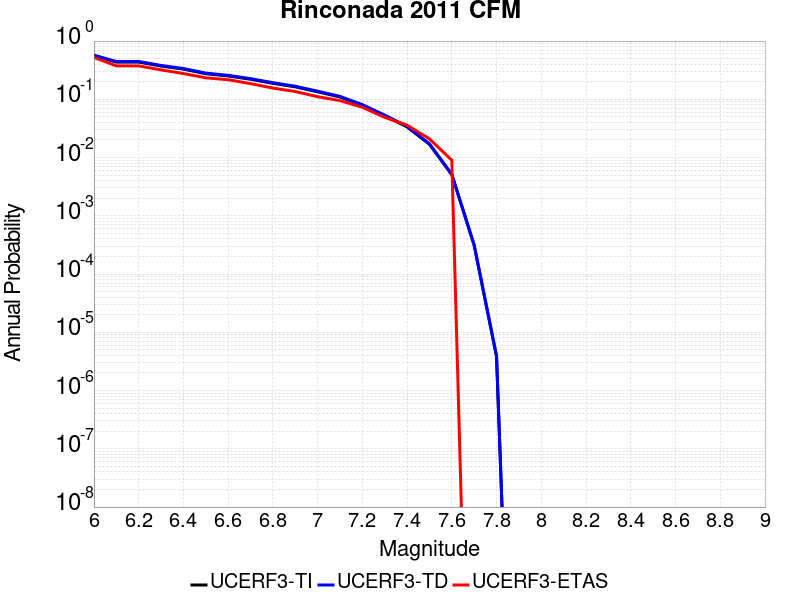 Rinconada 2011 CFM
10^0
10^-1
10^-2
10^-3
10^-4
10^-5
10^-6
10^-7
10^-8
Annual Probability
6 6.2 6.4 6.6 6.8 7 7.2 7.4 7.6 7.8 8 8.2 8.4 8.6 8.8 9
Magnitude
UCERF3-TI UCERF3-TD UCERF3-ETAS